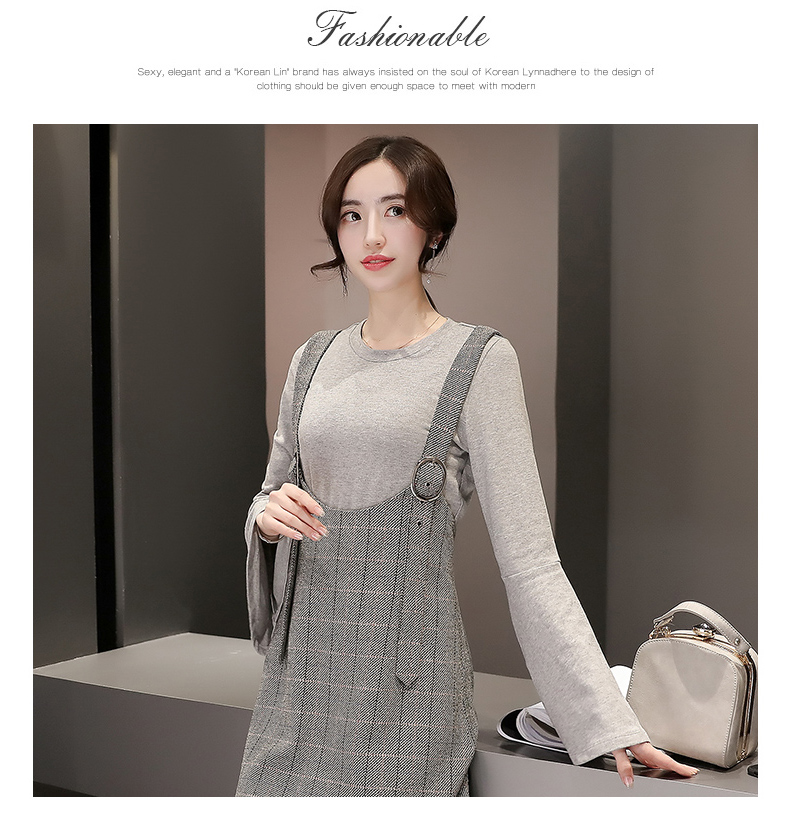 Fashionable
Sexy, elegant and a "Korean Lin" brand has always insisted on the soul of Korean Lynnadhere to the design of
clothing should be given enough space to meet with modern